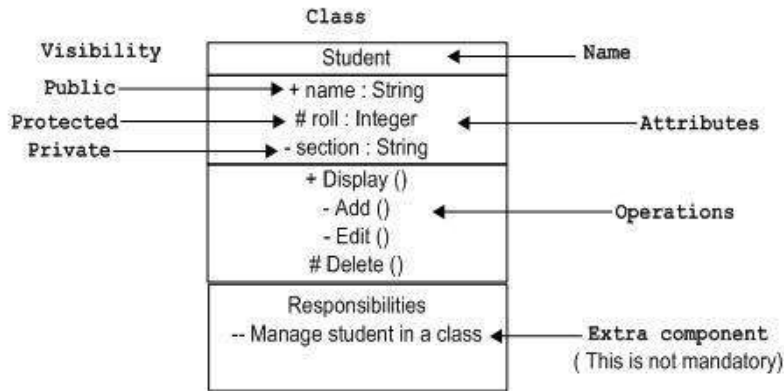 Class
Visibility
Student
Name
Public
+ name : String
Protected
# roll : Integer
Attributes
Private
- section : String
+ Display ()
- Add ()
Operations
- Edit ()
# Delete ()
Responsibilities
-- Manage student in a class
Extra component
( This is not mandatory)